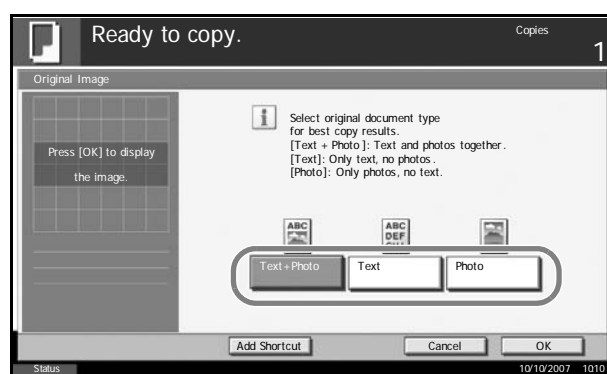 Ready to copy.
Copies
1
Original Image
Press [OK] to display
the image.
i
Select original document type
for best copy results.
[Text + Photo]: Text and photos together.
[Text]: Only text, no photos.
[Photo]: Only photos, no text.
ABC
ABC
DEF
Text+Photo
Text
Photo
Add Shortcut
Cancel
OK
Status
10/10/2007 10:10